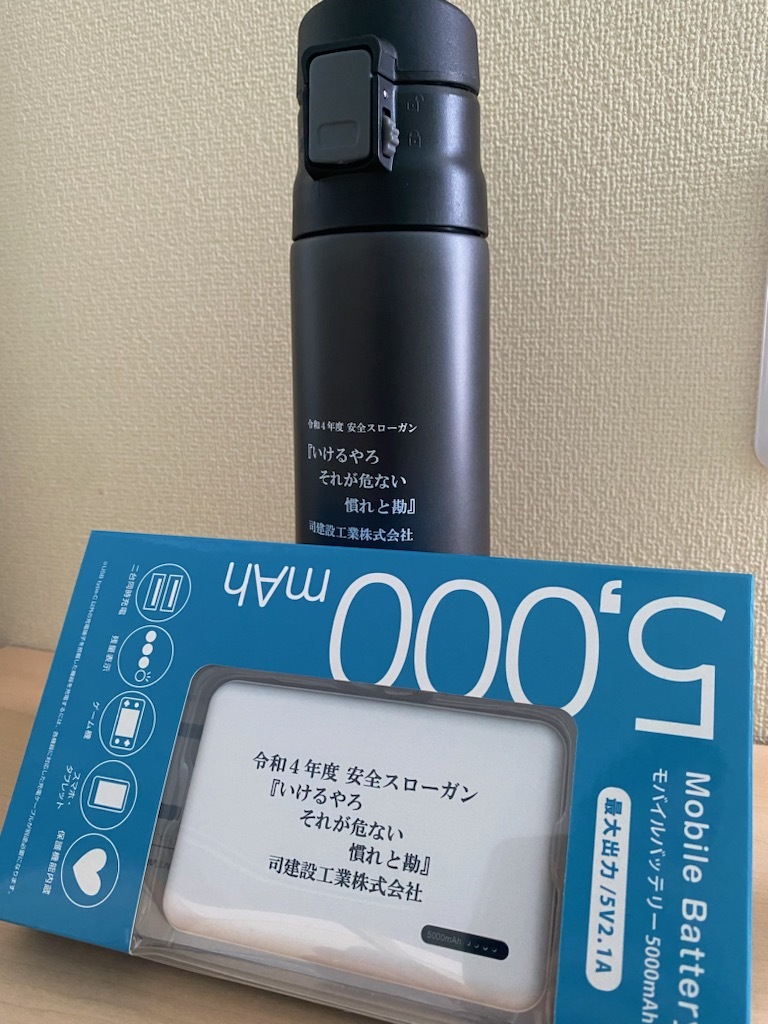 令和4年度 安全スローガン
『いけるやろ
それが危ない
慣れと勘』
司建設工業株式会社
5,000mAh
二台同時充電
残量表示
ゲーム機
スマホ・
タブレット
保護機能内蔵
令和4年度 安全スローガン
『いけるやろ
それが危ない
慣れと勘』
司建設工業株式会社
5000mAh
Mobile Battery
モバイルバッテリー 5000mAh
最大出力/5V2.1A